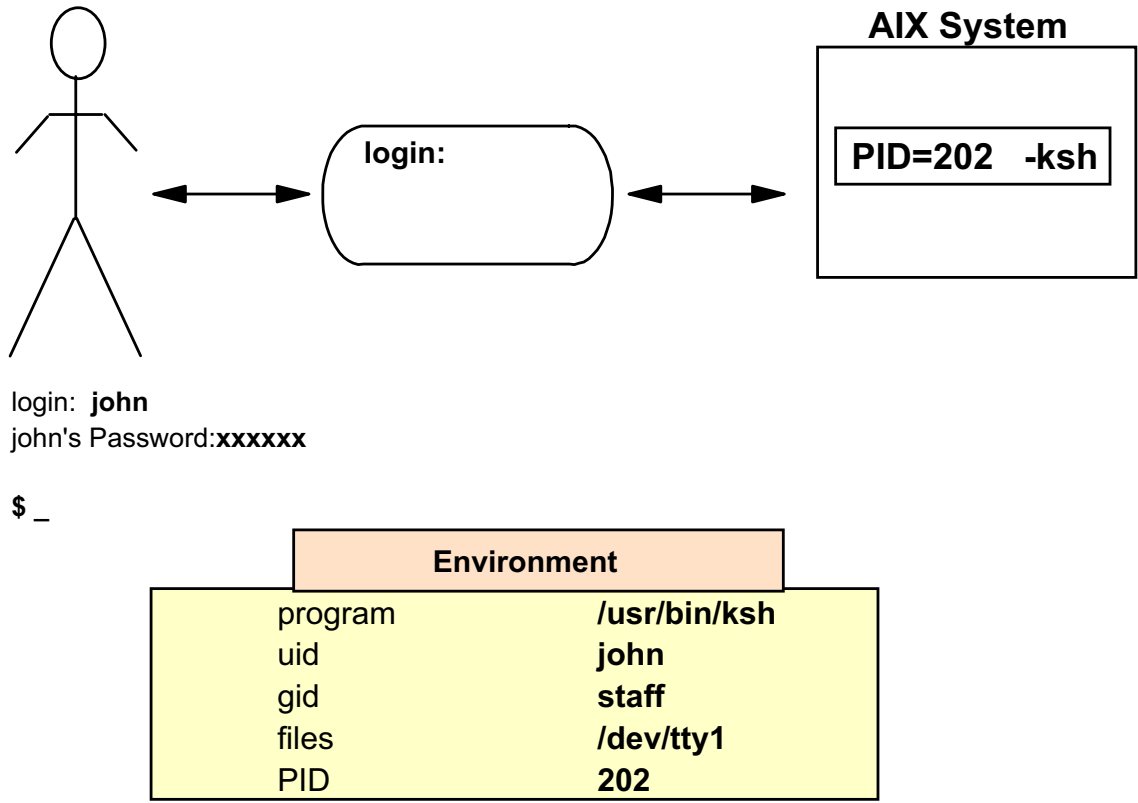 AIX System
login:
PID=202 -ksh
login: john
john's Password:xxxxxx
$ _
Environment
program /usr/bin/ksh
uid john
gid staff
files /dev/tty1
PID 202